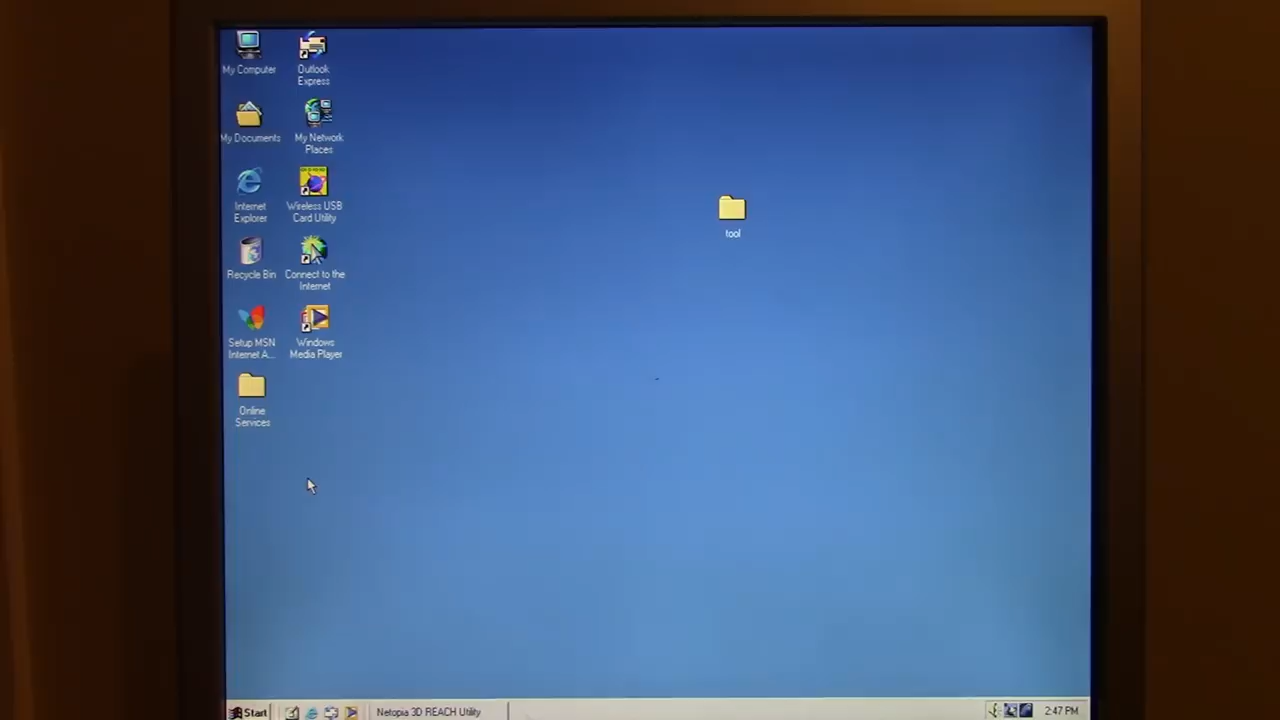 My Computer
Outlook
Express
My Documents
My Network
Places
Internet
Explorer
Wireless USB
Card Utility
Recycle Bin
Connect to the
Internet
Setup MSN
Internet A...
Windows
Media Player
Online
Services
tool
Start
Netopia 3D REACH Utility
2:47 PM